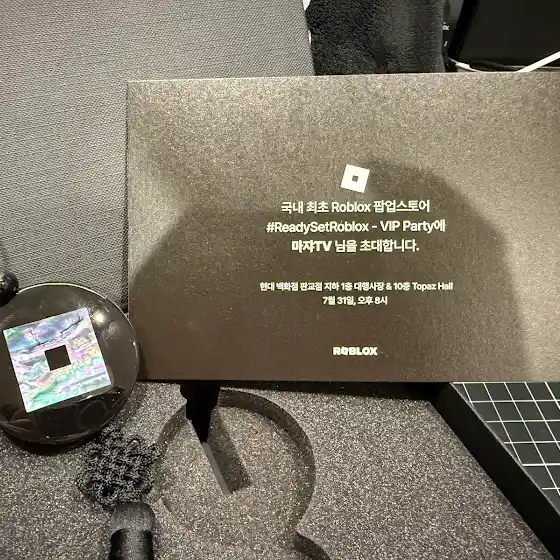 국내 최초 Roblox 팝업스토어
#ReadySetRoblox - VIP Party에
마쟈TV 님을 초대합니다.
현대 백화점 판교점 지하 1층 대행사장 & 10층 Topaz Hall
7월 31일, 오후 8시
ROBLOX